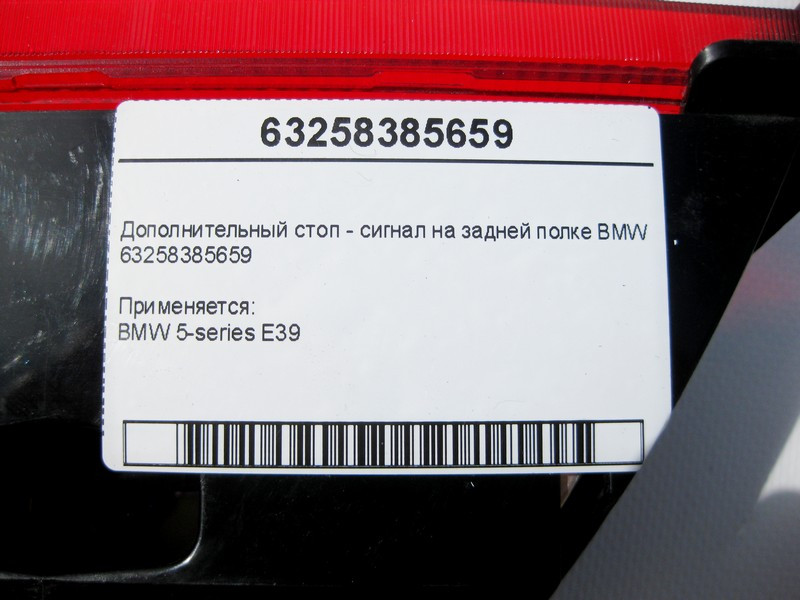 63258385659
Дополнительный стоп - сигнал на задней полке BMW
63258385659
Применяется:
BMW 5-series E39